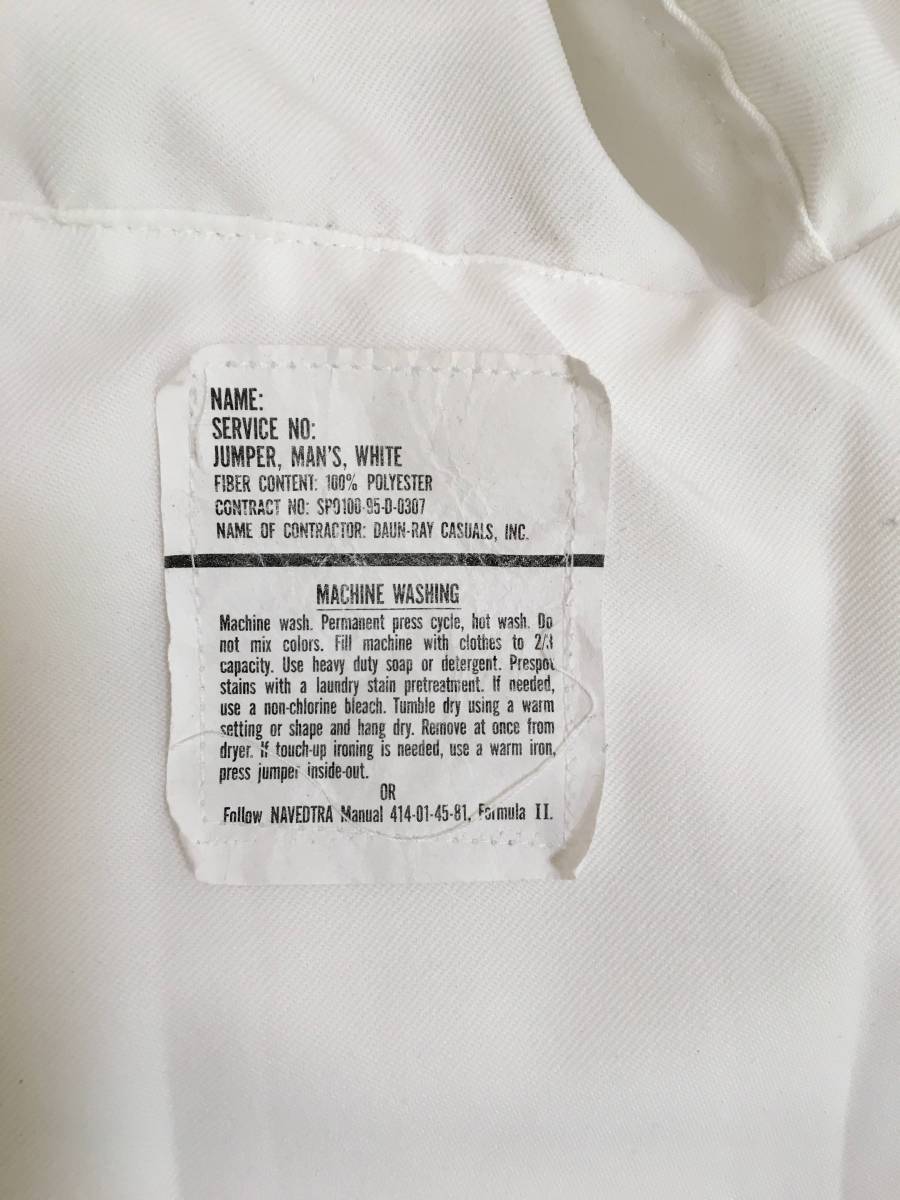 NAME:
SERVICE NO:
JUMPER, MAN'S, WHITE
FIBER CONTENT: 100% POLYESTER
CONTRACT NO: SPO100-95-D-0307
NAME OF CONTRACTOR: DAUN-RAY CASUALS, INC.
MACHINE WASHING
Machine wash. Permanent press cycle, hot wash. Do
not mix colors. Fill machine with clothes to 2/3
capacity. Use heavy duty soap or detergent. Prespot
stains with a laundry stain pretreatment. If needed,
use a non-chlorine bleach. Tumble dry using a warm
setting or shape and hang dry. Remove at once from
dryer. If touch-up ironing is needed, use a warm iron,
press jumper inside-out.
OR
Follow NAVEDTRA Manual 414-01-45-81, Formula II.